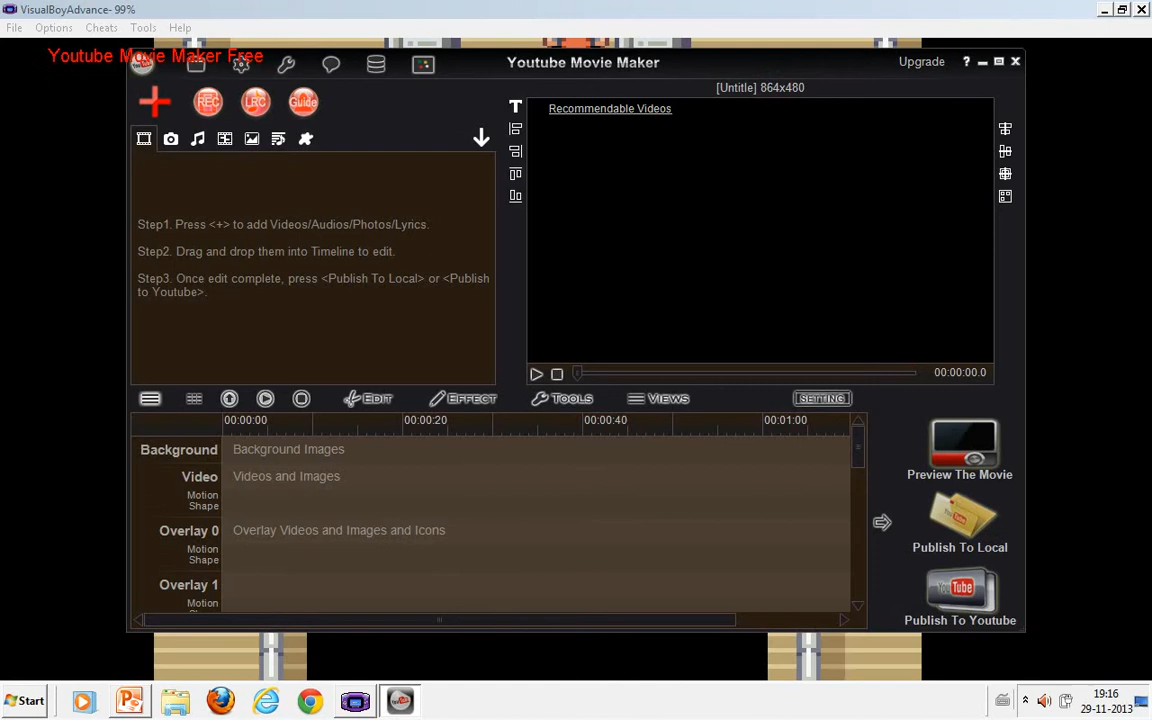 VisualBoyAdvance- 99%
File Options Cheats Tools Help
Youtube Movie Maker Free
Youtube Movie Maker
Upgrade ?
[Untitle] 864x480
REC LRC Guide
T
Recommendable Videos
Step1. Press <+> to add Videos/Audios/Photos/Lyrics.
Step2. Drag and drop them into Timeline to edit.
Step3. Once edit complete, press <Publish To Local> or <Publish
to Youtube>.
00:00:00.0
EDIT EFFECT TOOLS VIEWS SETTING
00:00:00 00:00:20 00:00:40 00:01:00
Background Background Images
Video Videos and Images
Motion
Shape
Overlay 0 Overlay Videos and Images and Icons
Motion
Shape
Overlay 1
Motion
Shape
Preview The Movie
You Tube
Publish To Local
You Tube
Publish To Youtube
Start
19:16
29-11-2013